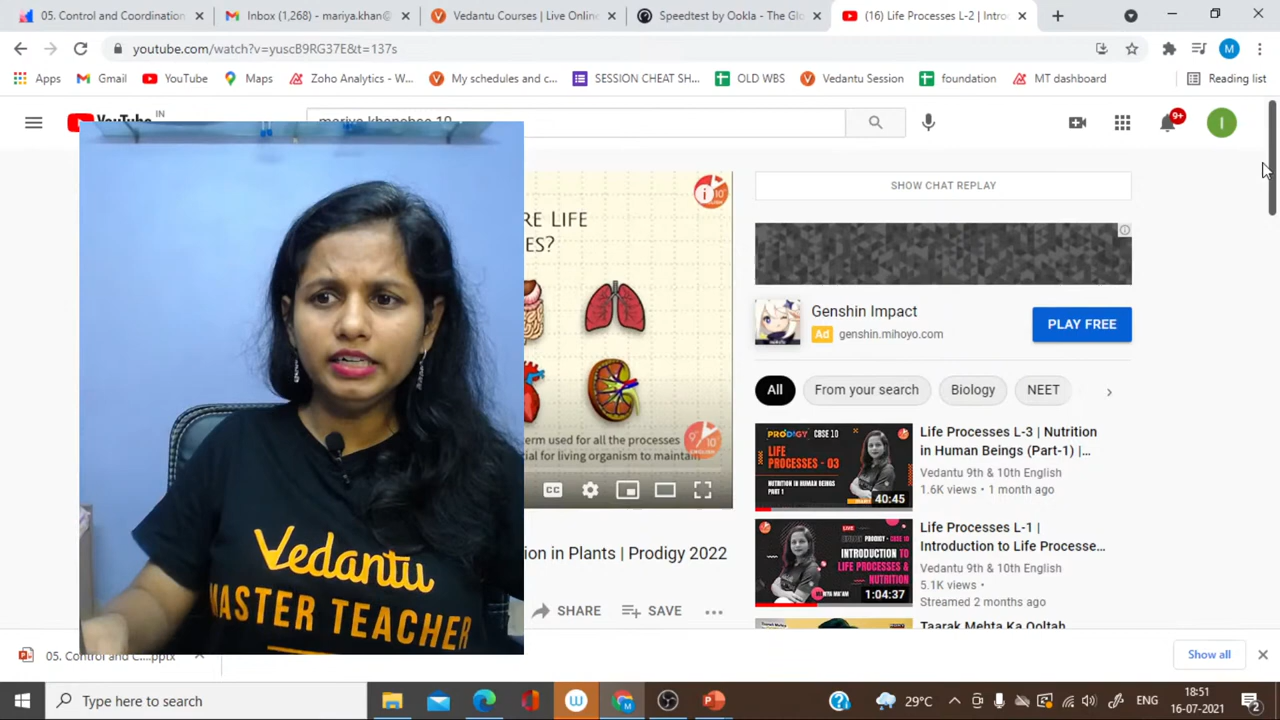 05. Control and Coordination
Inbox (1,268) - mariya.khan@
Vedantu Courses | Live Online
Speedtest by Ookla - The Glo
(16) Life Processes L-2 | Intro
youtube.com/watch?v=yuscB9RG37E&t=137s
M
Apps
Gmail
YouTube
Maps
Zoho Analytics - W...
My schedules and c...
SESSION CHEAT SH...
OLD WBS
Vedantu Session
foundation
MT dashboard
Reading list
YouTube IN
9+
I
SHOW CHAT REPLAY
RE LIFE
ES?
erm used for all the processes
ial for living organism to maintain
9 10
ENGLISH
CC
Genshin Impact
Ad genshin.mihoyo.com
PLAY FREE
All
From your search
Biology
NEET
PRODIGY CBSE 10
LIFE
PROCESSES - 03
NUTRITION IN HUMAN BEINGS
PART 1
40:45
Life Processes L-3 | Nutrition
in Human Beings (Part-1) |...
Vedantu 9th & 10th English
1.6K views • 1 month ago
LIVE
PRODIGY - CBSE 10
INTRODUCTION TO
LIFE PROCESSES &
NUTRITION
1:04:37
Life Processes L-1 |
Introduction to Life Processe...
Vedantu 9th & 10th English
5.1K views •
Streamed 2 months ago
Taarak Mehta Ka Ooltah
ion in Plants | Prodigy 2022
SHARE
SAVE
Vedantu
MASTER TEACHER
05. Control and C....pptx
Show all
Type here to search
29°C
ENG
18:51
16-07-2021
2